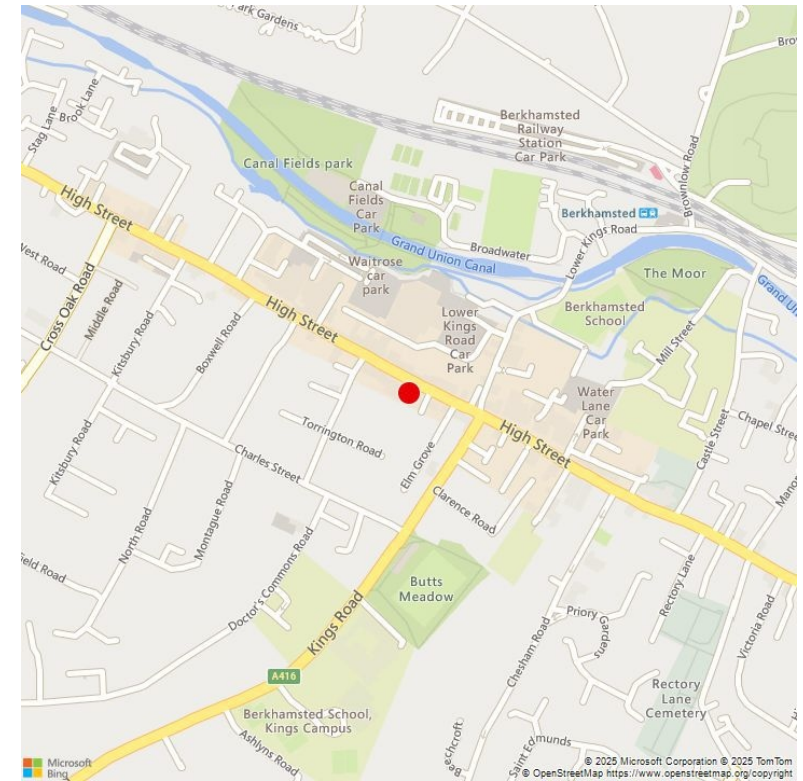 Park Gardens
Brook Lane
Stag Lane
Berkhamsted
Railway
Station
Car Park
Brownlow Road
Canal Fields park
Canal
Fields
Car
Park
High Street
Berkhamsted
Lower Kings Road
Broadwater
Grand Union Canal
The Moor
Grand Un
West Road
Cross Oak Road
Middle Road
Kitsbury Road
Boxwell Road
Waitrose
car
park
High Street
Lower
Kings
Road
Car
Park
Berkhamsted
School
Mill Street
Water
Lane
Car
Park
Castle Street
Chapel Stree
High Street
Torrington Road
Elm Grove
Charles Street
Clarence Road
Kitsbury Road
North Road
Montague Road
ield Road
Doctor's Commons Road
Butts
Meadow
Kings Road
A416
Berkhamsted School,
Kings Campus
Ashlyns Road
Chesham Road
Priory
Gardens
Rectory Lane
Victoria Road
Manor
Rectory
Lane
Cemetery
Saint Edmunds
Beechcroft
Microsoft
Bing
© 2025 Microsoft Corporation © 2025 TomTom
© OpenStreetMap https://www.openstreetmap.org/copyright